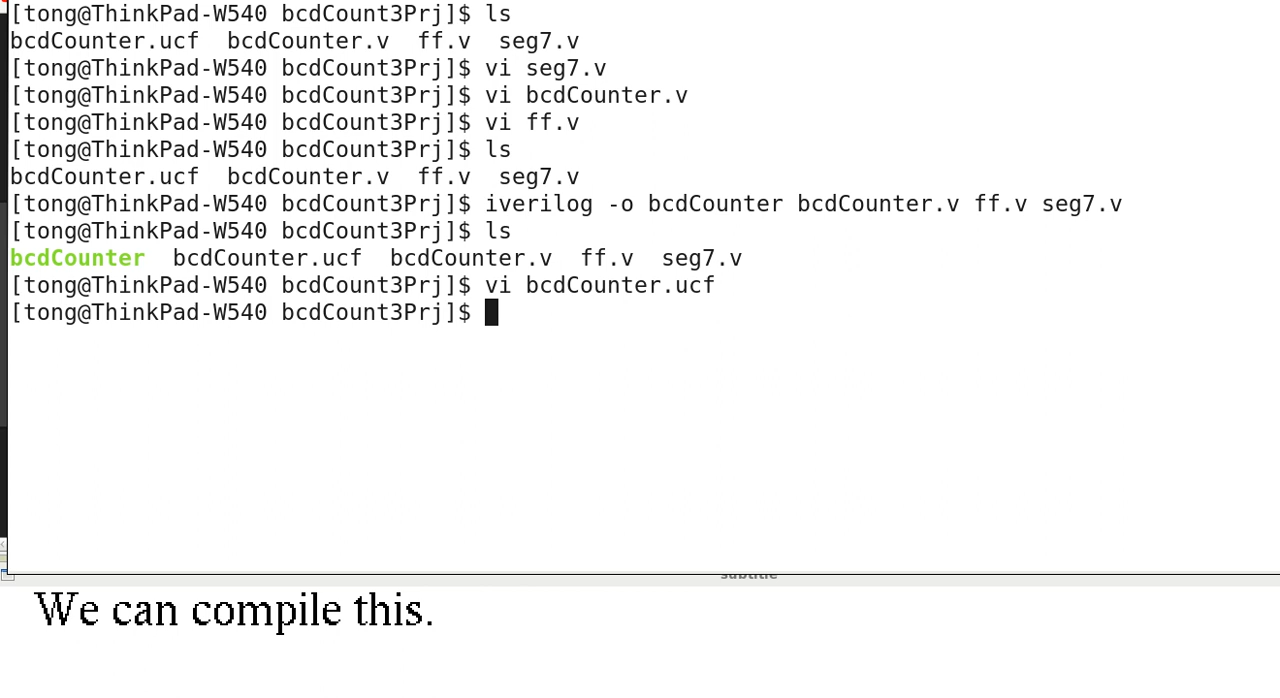 [tong@ThinkPad-W540 bcdCount3Prj]$ ls
bcdCounter.ucf  bcdCounter.v  ff.v  seg7.v
[tong@ThinkPad-W540 bcdCount3Prj]$ vi seg7.v
[tong@ThinkPad-W540 bcdCount3Prj]$ vi bcdCounter.v
[tong@ThinkPad-W540 bcdCount3Prj]$ vi ff.v
[tong@ThinkPad-W540 bcdCount3Prj]$ ls
bcdCounter.ucf  bcdCounter.v  ff.v  seg7.v
[tong@ThinkPad-W540 bcdCount3Prj]$ iverilog -o bcdCounter bcdCounter.v ff.v seg7.v
[tong@ThinkPad-W540 bcdCount3Prj]$ ls
bcdCounter  bcdCounter.ucf  bcdCounter.v  ff.v  seg7.v
[tong@ThinkPad-W540 bcdCount3Prj]$ vi bcdCounter.ucf
[tong@ThinkPad-W540 bcdCount3Prj]$
subtitle
We can compile this.